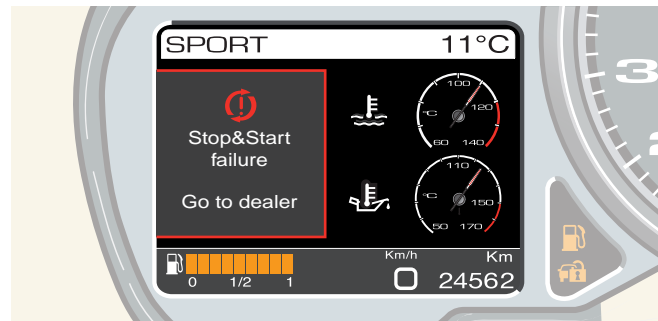 SPORT 11°C
Stop&Start
failure
Go to dealer
100
120
°C
60 140
110
°C
150
50 170
0 1/2 1
Km/h Km
0 24562
3